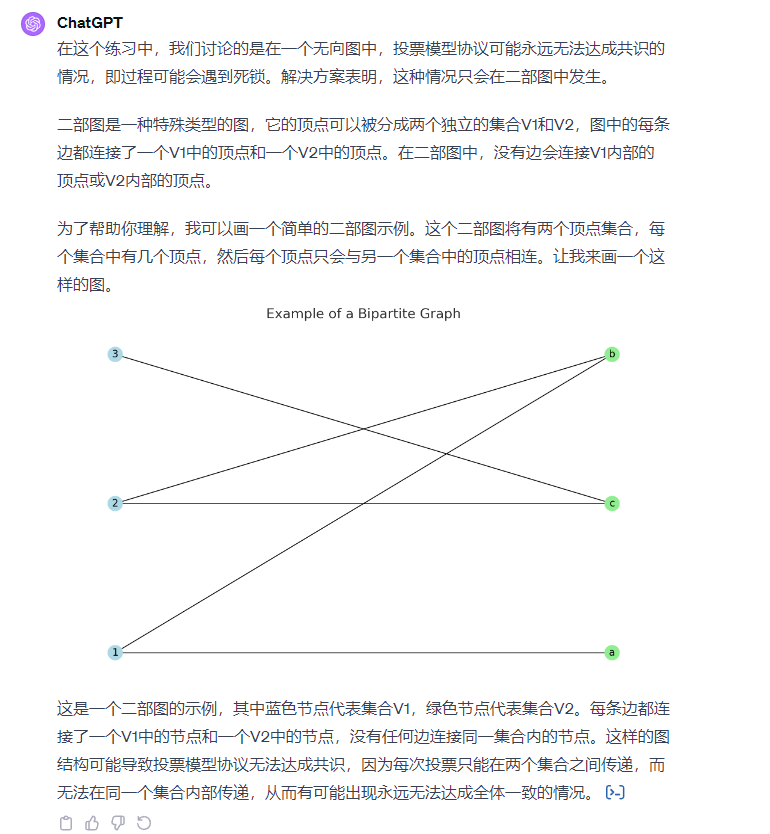 ChatGPT
在这个练习中，我们讨论的是在一个无向图中，投票模型协议可能永远无法达成共识的
情况，即过程可能会遇到死锁。解决方案表明，这种情况只会在二部图中发生。
二部图是一种特殊类型的图，它的顶点可以被分成两个独立的集合V1和V2，图中的每条
边都连接了一个V1中的顶点和一个V2中的顶点。在二部图中，没有边会连接V1内部的
顶点或V2内部的顶点。
为了帮助你理解，我可以画一个简单的二部图示例。这个二部图将有两个顶点集合，每
个集合中有几个顶点，然后每个顶点只会与另一个集合中的顶点相连。让我来画一个这
样的图。
Example of a Bipartite Graph
3
b
2
c
1
a
这是一个二部图的示例，其中蓝色节点代表集合V1，绿色节点代表集合V2。每条边都连
接了一个V1中的节点和一个V2中的节点，没有任何边连接同一集合内的节点。这样的图
结构可能导致投票模型协议无法达成共识，因为每次投票只能在两个集合之间传递，而
无法在同一个集合内部传递，从而有可能出现永远无法达成全体一致的情况。